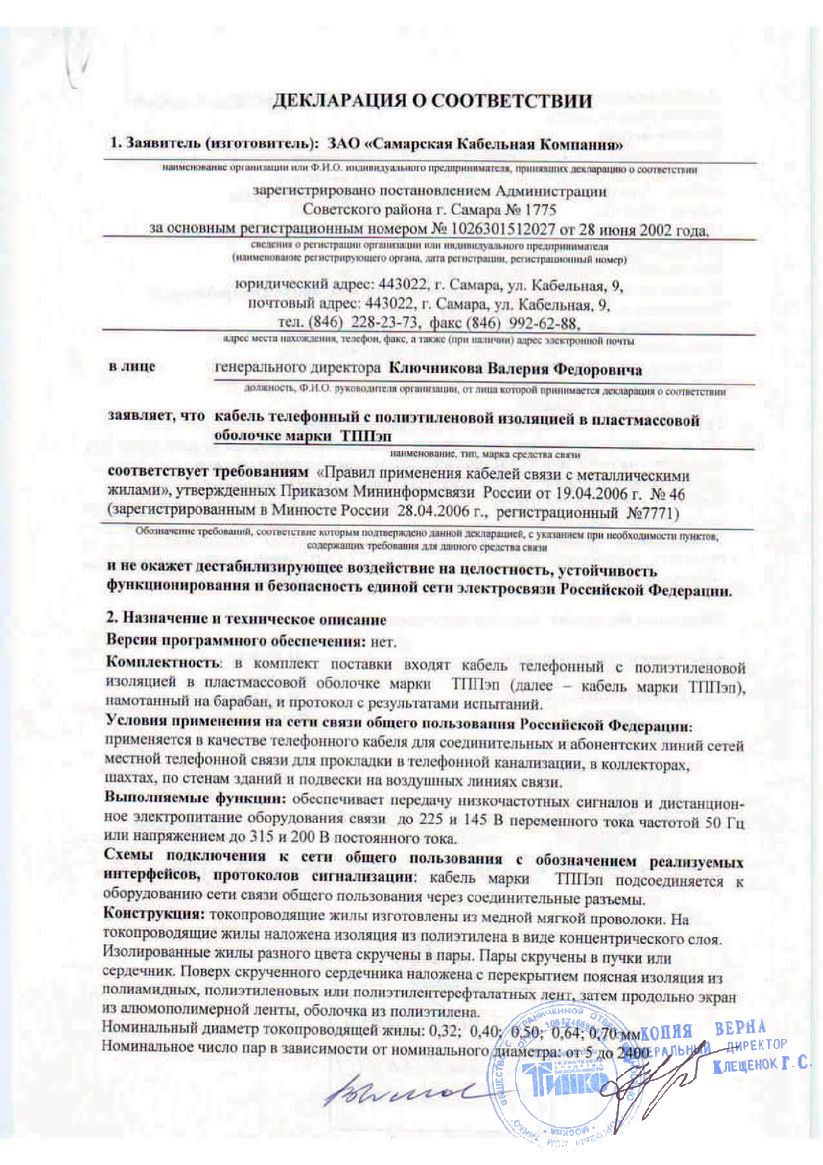 ДЕКЛАРАЦИЯ О СООТВЕТСТВИИ
1. Заявитель (изготовитель): ЗАО «Самарская Кабельная Компания»
наименование организации или Ф.И.О. индивидуального предпринимателя, принявших декларацию о соответствии
зарегистрировано постановлением Администрации
Советского района г. Самара № 1775
за основным регистрационным номером № 1026301512027 от 28 июня 2002 года,
сведения о регистрации организации или индивидуального предпринимателя
(наименование регистрирующего органа, дата регистрации, регистрационный номер)
юридический адрес: 443022, г. Самара, ул. Кабельная, 9,
почтовый адрес: 443022, г. Самара, ул. Кабельная, 9,
тел. (846) 228-23-73, факс (846) 992-62-88,
адрес места нахождения, телефон, факс, а также (при наличии) адрес электронной почты
в лице генерального директора Ключникова Валерия Федоровича
должность, Ф.И.О. руководителя организации, от лица которой принимается декларация о соответствии
заявляет, что кабель телефонный с полиэтиленовой изоляцией в пластмассовой
оболочке марки ТППэп
наименование, тип, марка средства связи
соответствует требованиям «Правил применения кабелей связи с металлическими
жилами», утвержденных Приказом Мининформсвязи России от 19.04.2006 г. № 46
(зарегистрированным в Минюсте России 28.04.2006 г., регистрационный №7771)
Обозначение требований, соответствие которым подтверждено данной декларацией, с указанием при необходимости пунктов,
содержащих требования для данного средства связи
и не окажет дестабилизирующее воздействие на целостность, устойчивость
функционирования и безопасность единой сети электросвязи Российской Федерации.
2. Назначение и техническое описание
Версия программного обеспечения: нет.
Комплектность: в комплект поставки входят кабель телефонный с полиэтиленовой
изоляцией в пластмассовой оболочке марки ТППэп (далее – кабель марки ТППэп),
намотанный на барабан, и протокол с результатами испытаний.
Условия применения на сети связи общего пользования Российской Федерации:
применяется в качестве телефонного кабеля для соединительных и абонентских линий сетей
местной телефонной связи для прокладки в телефонной канализации, в коллекторах,
шахтах, по стенам зданий и подвески на воздушных линиях связи.
Выполняемые функции: обеспечивает передачу низкочастотных сигналов и дистанцион-
ное электропитание оборудования связи до 225 и 145 В переменного тока частотой 50 Гц
или напряжением до 315 и 200 В постоянного тока.
Схемы подключения к сети общего пользования с обозначением реализуемых
интерфейсов, протоколов сигнализации: кабель марки ТППэп подсоединяется к
оборудованию сети связи общего пользования через соединительные разъемы.
Конструкция: токопроводящие жилы изготовлены из медной мягкой проволоки. На
токопроводящие жилы наложена изоляция из полиэтилена в виде концентрического слоя.
Изолированные жилы разного цвета скручены в пары. Пары скручены в пучки или
сердечник. Поверх скрученного сердечника наложена с перекрытием поясная изоляция из
полиамидных, полиэтиленовых или полиэтилентерефталатных лент, затем продольно экран
из алюмополимерной ленты, оболочка из полиэтилена.
Номинальный диаметр токопроводящей жилы: 0,32; 0,40; 0,50; 0,64; 0,70 мм
Номинальное число пар в зависимости от номинального диаметра: от 5 до 2400
КОПИЯ ВЕРНА
ДИРЕКТОР
КЛЕЩЕНОК Г.С.
ТИНКО
МОСКВА